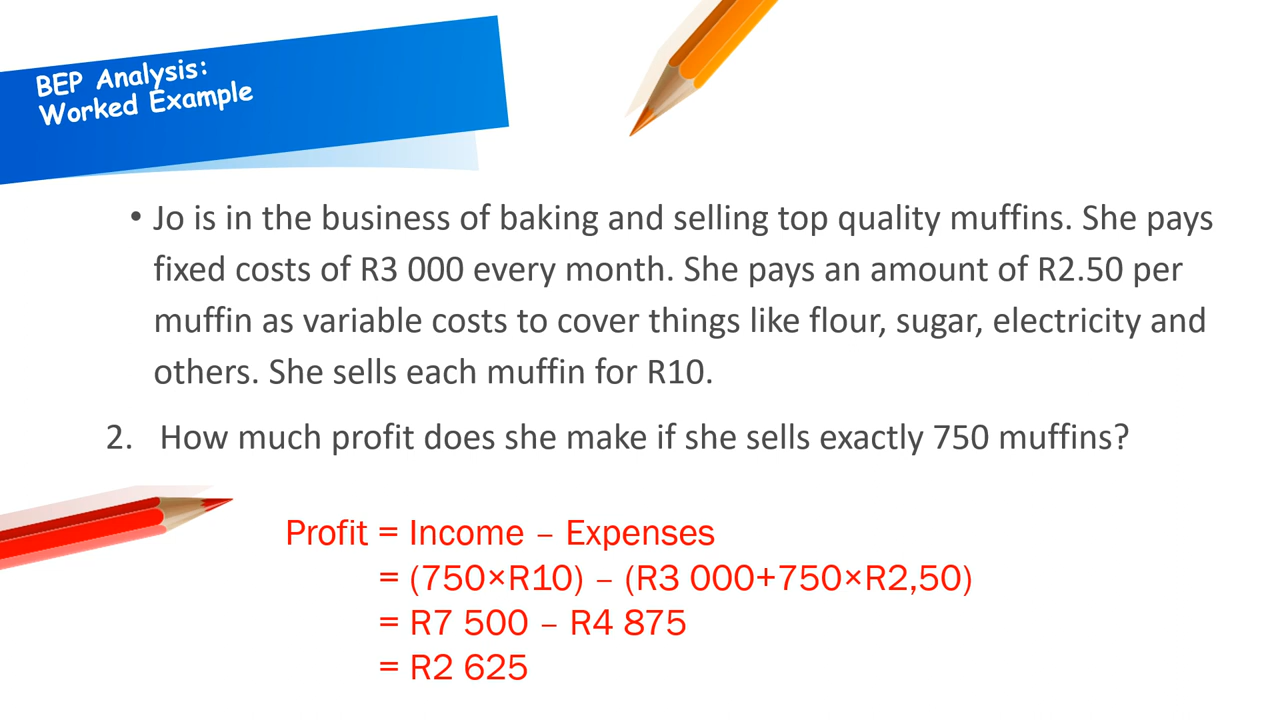 BEP Analysis:
Worked Example
• Jo is in the business of baking and selling top quality muffins. She pays
fixed costs of R3 000 every month. She pays an amount of R2.50 per
muffin as variable costs to cover things like flour, sugar, electricity and
others. She sells each muffin for R10.
2. How much profit does she make if she sells exactly 750 muffins?
Profit = Income – Expenses
= (750×R10) – (R3 000+750×R2,50)
= R7 500 – R4 875
= R2 625